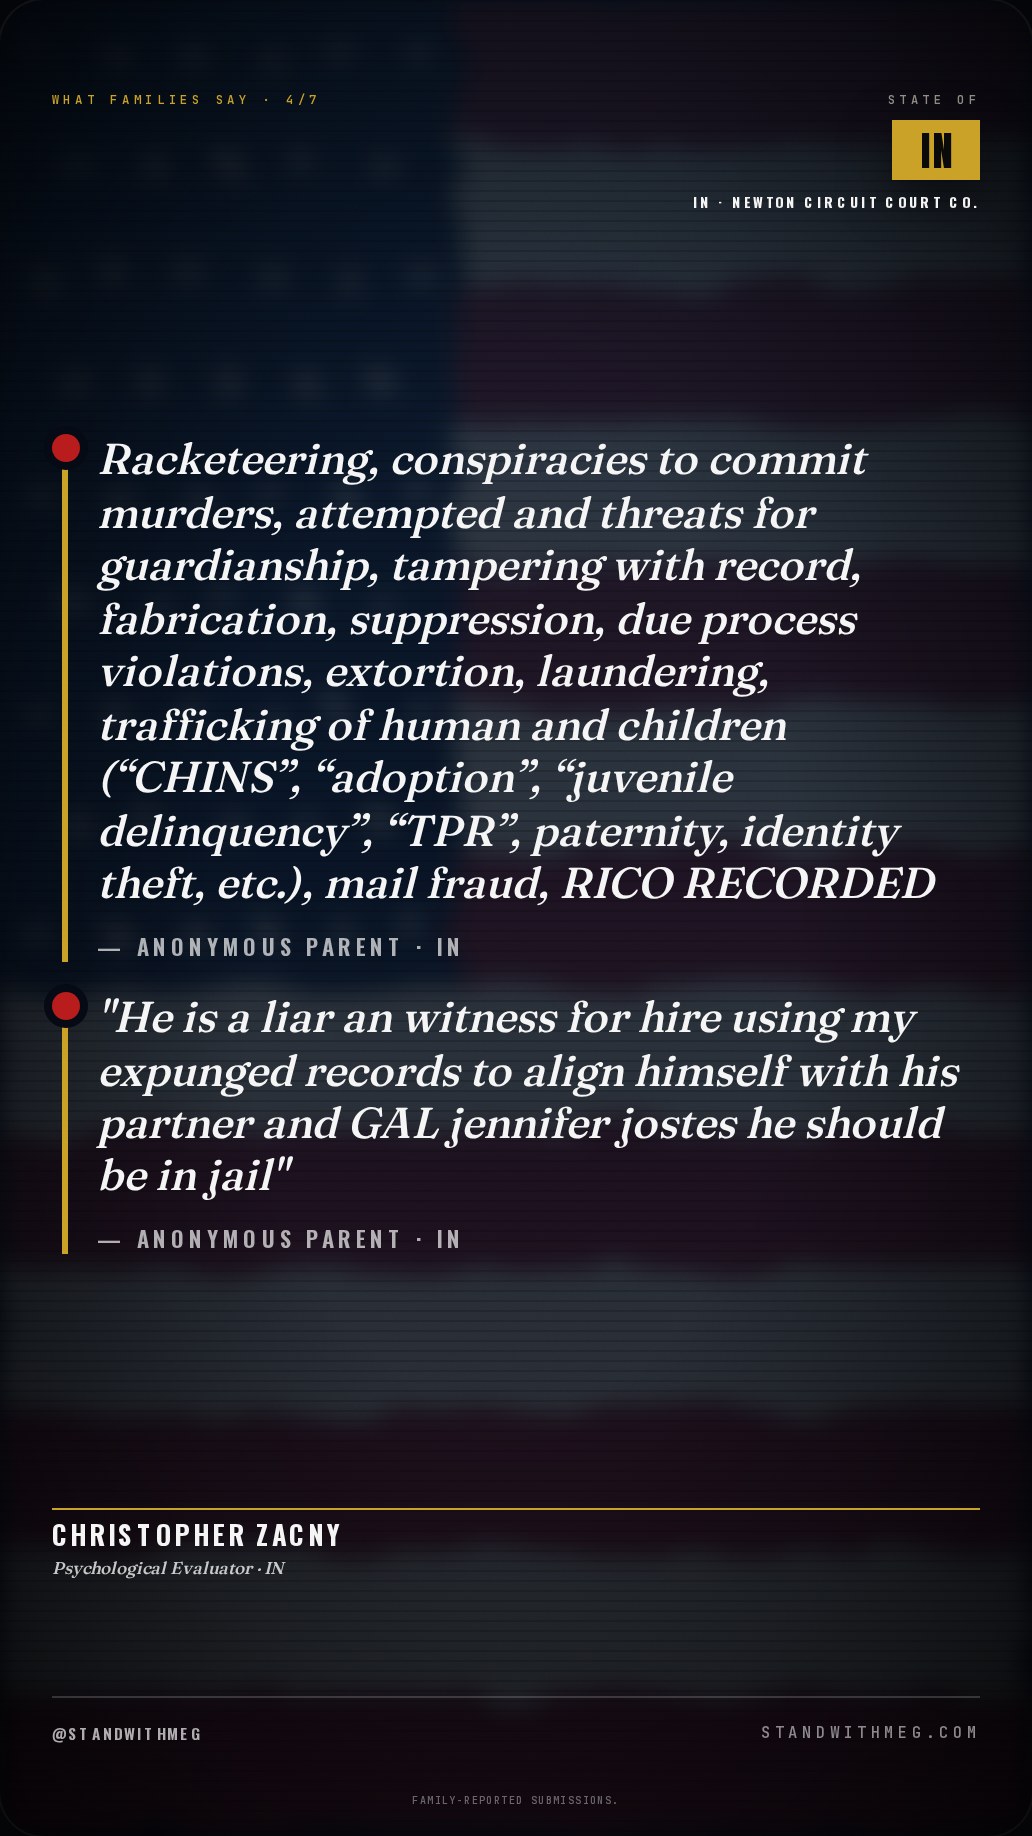 WHAT FAMILIES SAY · 4/7
STATE OF
IN
IN · NEWTON CIRCUIT COURT CO.
Racketeering, conspiracies to commit
murders, attempted and threats for
guardianship, tampering with record,
fabrication, suppression, due process
violations, extortion, laundering,
trafficking of human and children
(“CHINS”, “adoption”, “juvenile
delinquency”, “TPR”, paternity, identity
theft, etc.), mail fraud, RICO RECORDED
— ANONYMOUS PARENT · IN
"He is a liar an witness for hire using my
expunged records to align himself with his
partner and GAL jennifer jostes he should
be in jail"
— ANONYMOUS PARENT · IN
CHRISTOPHER ZACNY
Psychological Evaluator · IN
@STANDWITHMEG
STANDWITHMEG.COM
FAMILY-REPORTED SUBMISSIONS.